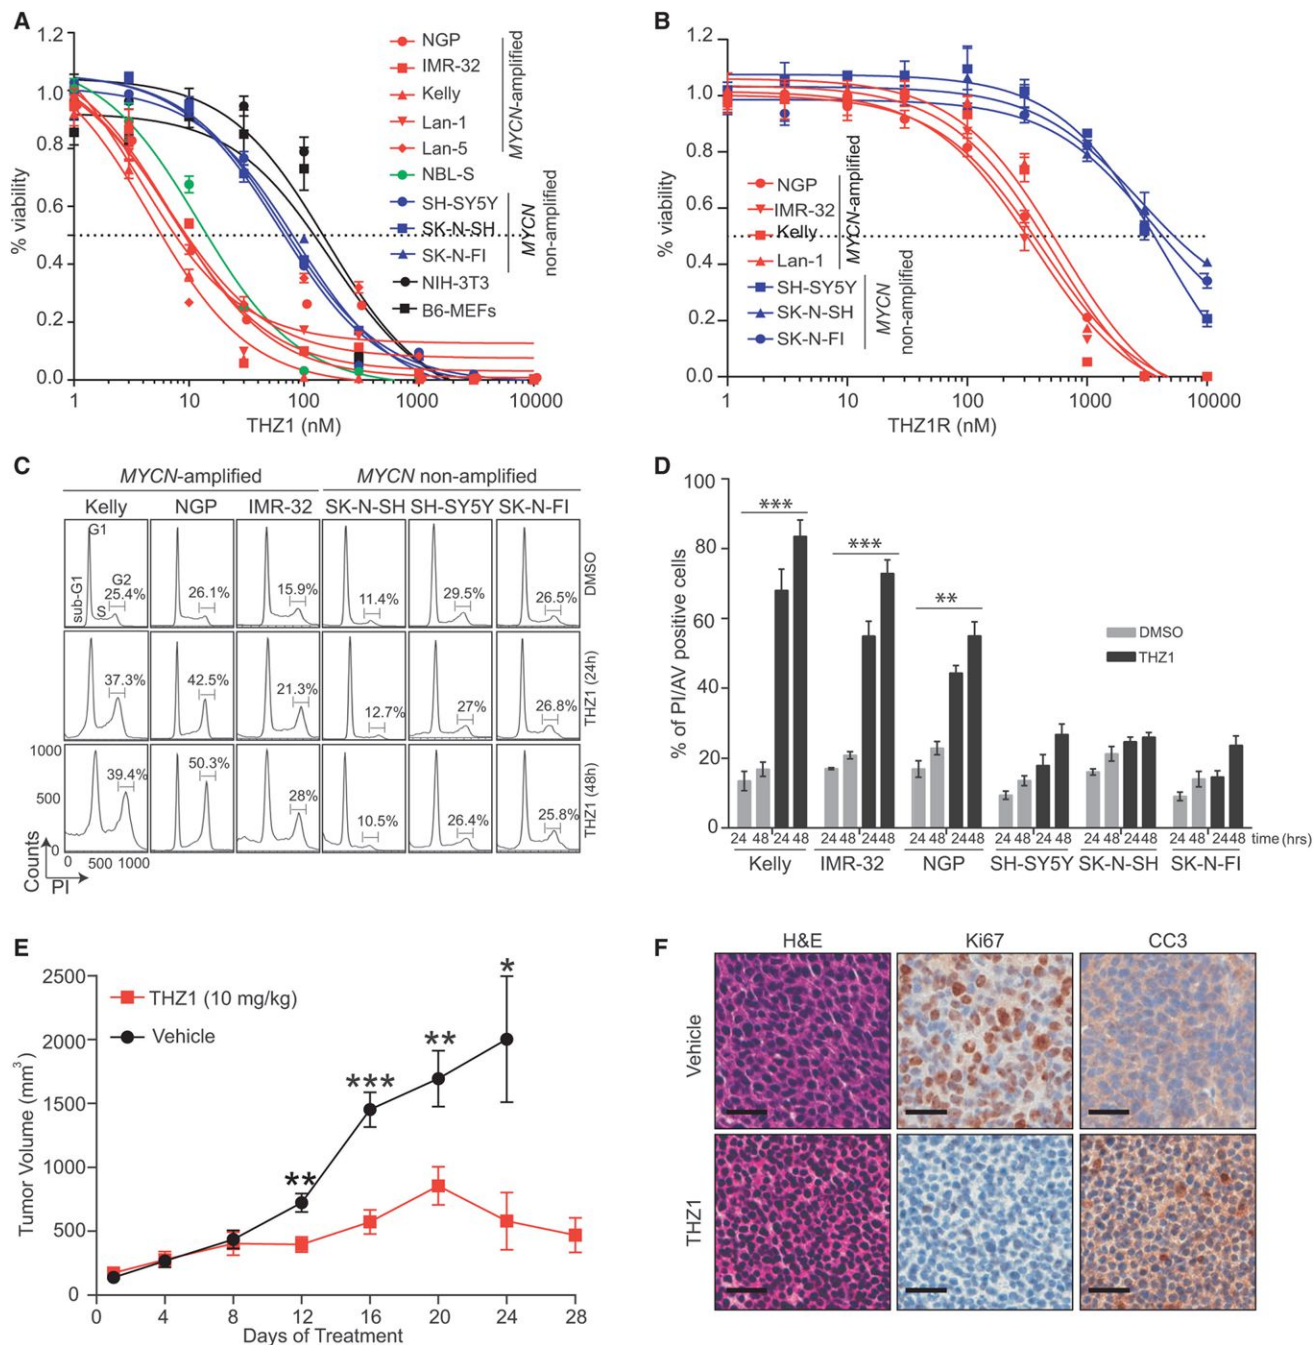 A
% viability
1.2
1.0
0.8
0.6
0.4
0.2
0.0
1
10
100
1000
10000
THZ1 (nM)
NGP
IMR-32
Kelly
Lan-1
Lan-5
NBL-S
SH-SY5Y
SK-N-SH
SK-N-FI
NIH-3T3
B6-MEFs
MYCN-amplified
MYCN
non-amplified
B
% viability
1.2
1.0
0.8
0.6
0.4
0.2
0.0
1
10
100
1000
10000
THZ1R (nM)
NGP
IMR-32
Kelly
Lan-1
SH-SY5Y
SK-N-SH
SK-N-FI
MYCN-amplified
MYCN
non-amplified
C
MYCN-amplified
MYCN non-amplified
Kelly
NGP
IMR-32
SK-N-SH
SH-SY5Y
SK-N-FI
G1
sub-G1
S
G2
25.4%
26.1%
15.9%
11.4%
29.5%
26.5%
DMSO
37.3%
42.5%
21.3%
12.7%
27%
26.8%
THZ1 (24h)
39.4%
50.3%
28%
10.5%
26.4%
25.8%
THZ1 (48h)
1000
500
0
0 500 1000
Counts
PI
D
% of PI/AV positive cells
100
80
60
40
20
0
***
***
**
DMSO
THZ1
24 48 24 48
24 48 24 48
24 48 24 48
24 48 24 48
24 48 24 48
24 48 24 48
time (hrs)
Kelly
IMR-32
NGP
SH-SY5Y
SK-N-SH
SK-N-FI
E
Tumor Volume (mm3)
2500
2000
1500
1000
500
0
THZ1 (10 mg/kg)
Vehicle
**
***
**
*
0 4 8 12 16 20 24 28
Days of Treatment
F
H&E
Ki67
CC3
Vehicle
THZ1